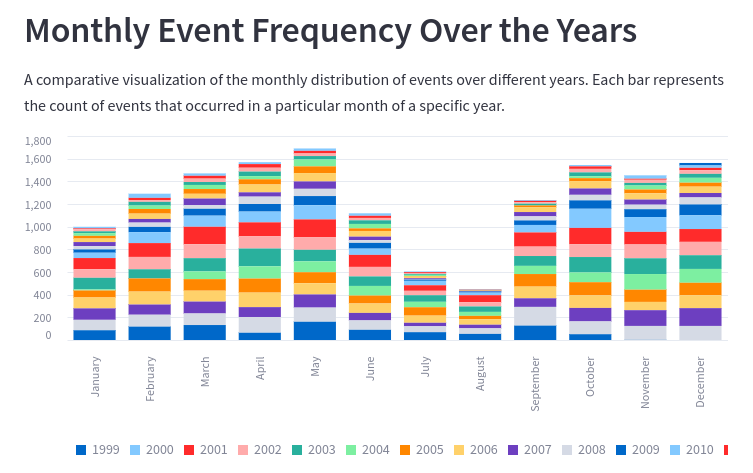 Monthly Event Frequency Over the Years
A comparative visualization of the monthly distribution of events over different years. Each bar represents
the count of events that occurred in a particular month of a specific year.
1,800
1,600
1,400
1,200
1,000
800
600
400
200
0
January February March April May June July August September October November December
1999 2000 2001 2002 2003 2004 2005 2006 2007 2008 2009 2010